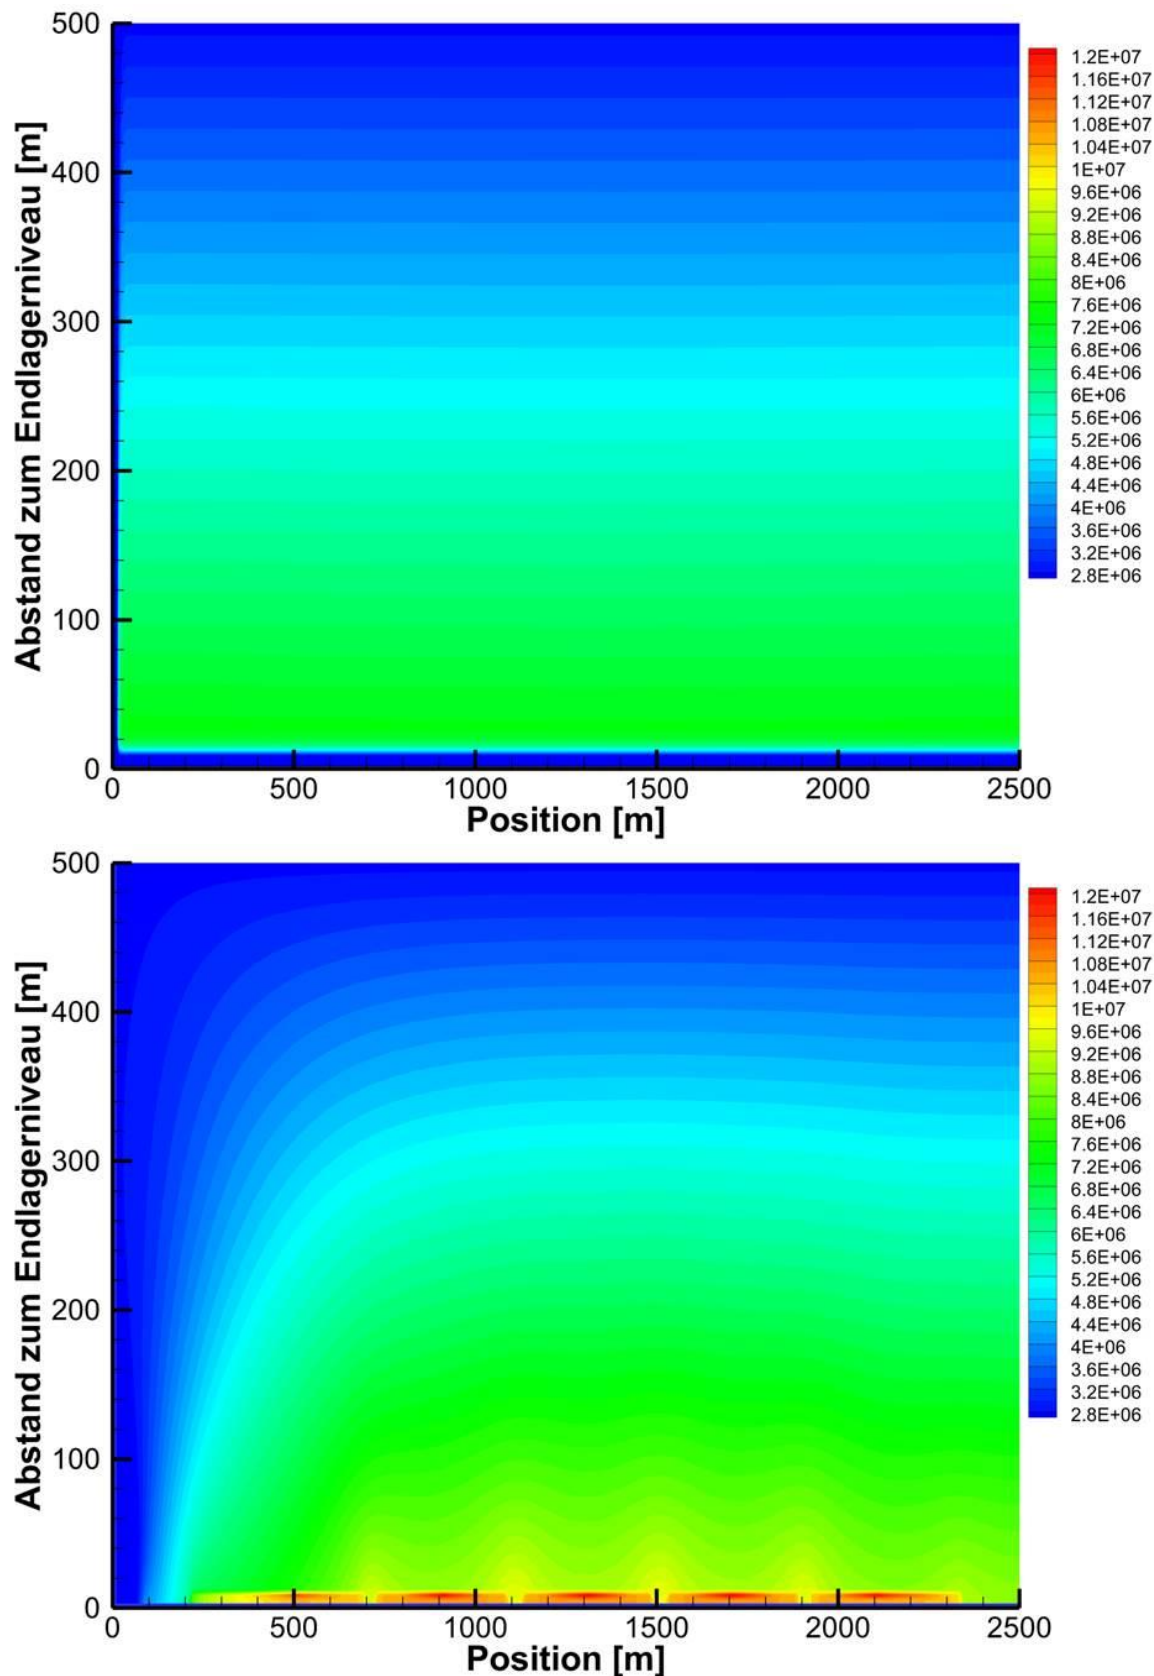 500
400
300
200
100
0
Abstand zum Endlagerniveau [m]
0 500 1000 1500 2000 2500
Position [m]
1.2E+07
1.16E+07
1.12E+07
1.08E+07
1.04E+07
1E+07
9.6E+06
9.2E+06
8.8E+06
8.4E+06
8E+06
7.6E+06
7.2E+06
6.8E+06
6.4E+06
6E+06
5.6E+06
5.2E+06
4.8E+06
4.4E+06
4E+06
3.6E+06
3.2E+06
2.8E+06
500
400
300
200
100
0
Abstand zum Endlagerniveau [m]
0 500 1000 1500 2000 2500
Position [m]
1.2E+07
1.16E+07
1.12E+07
1.08E+07
1.04E+07
1E+07
9.6E+06
9.2E+06
8.8E+06
8.4E+06
8E+06
7.6E+06
7.2E+06
6.8E+06
6.4E+06
6E+06
5.6E+06
5.2E+06
4.8E+06
4.4E+06
4E+06
3.6E+06
3.2E+06
2.8E+06